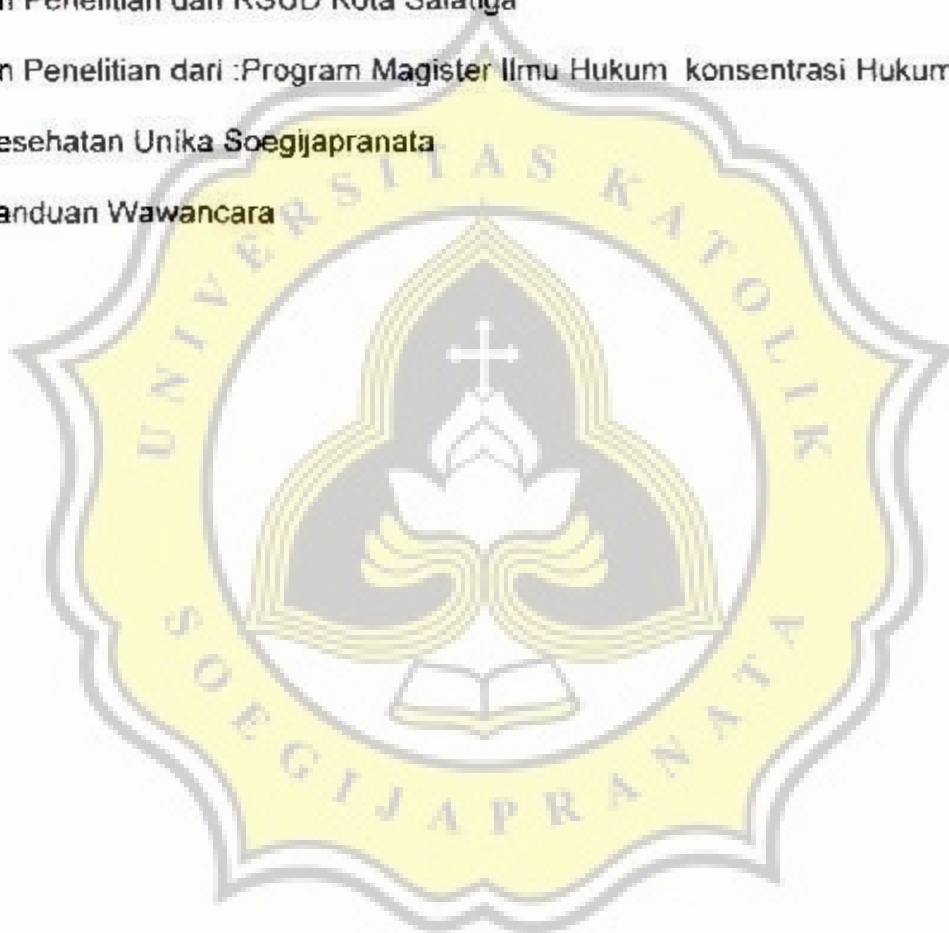 n Penelitian dari RSUD Kota Salatiga
n Penelitian dari :Program Magister Ilmu Hukum konsentrasi Hukum
esehatan Unika Soegijapranata
anduan Wawancara
UNIVERSITAS KATOLIK
SOEGIJAPRANATA